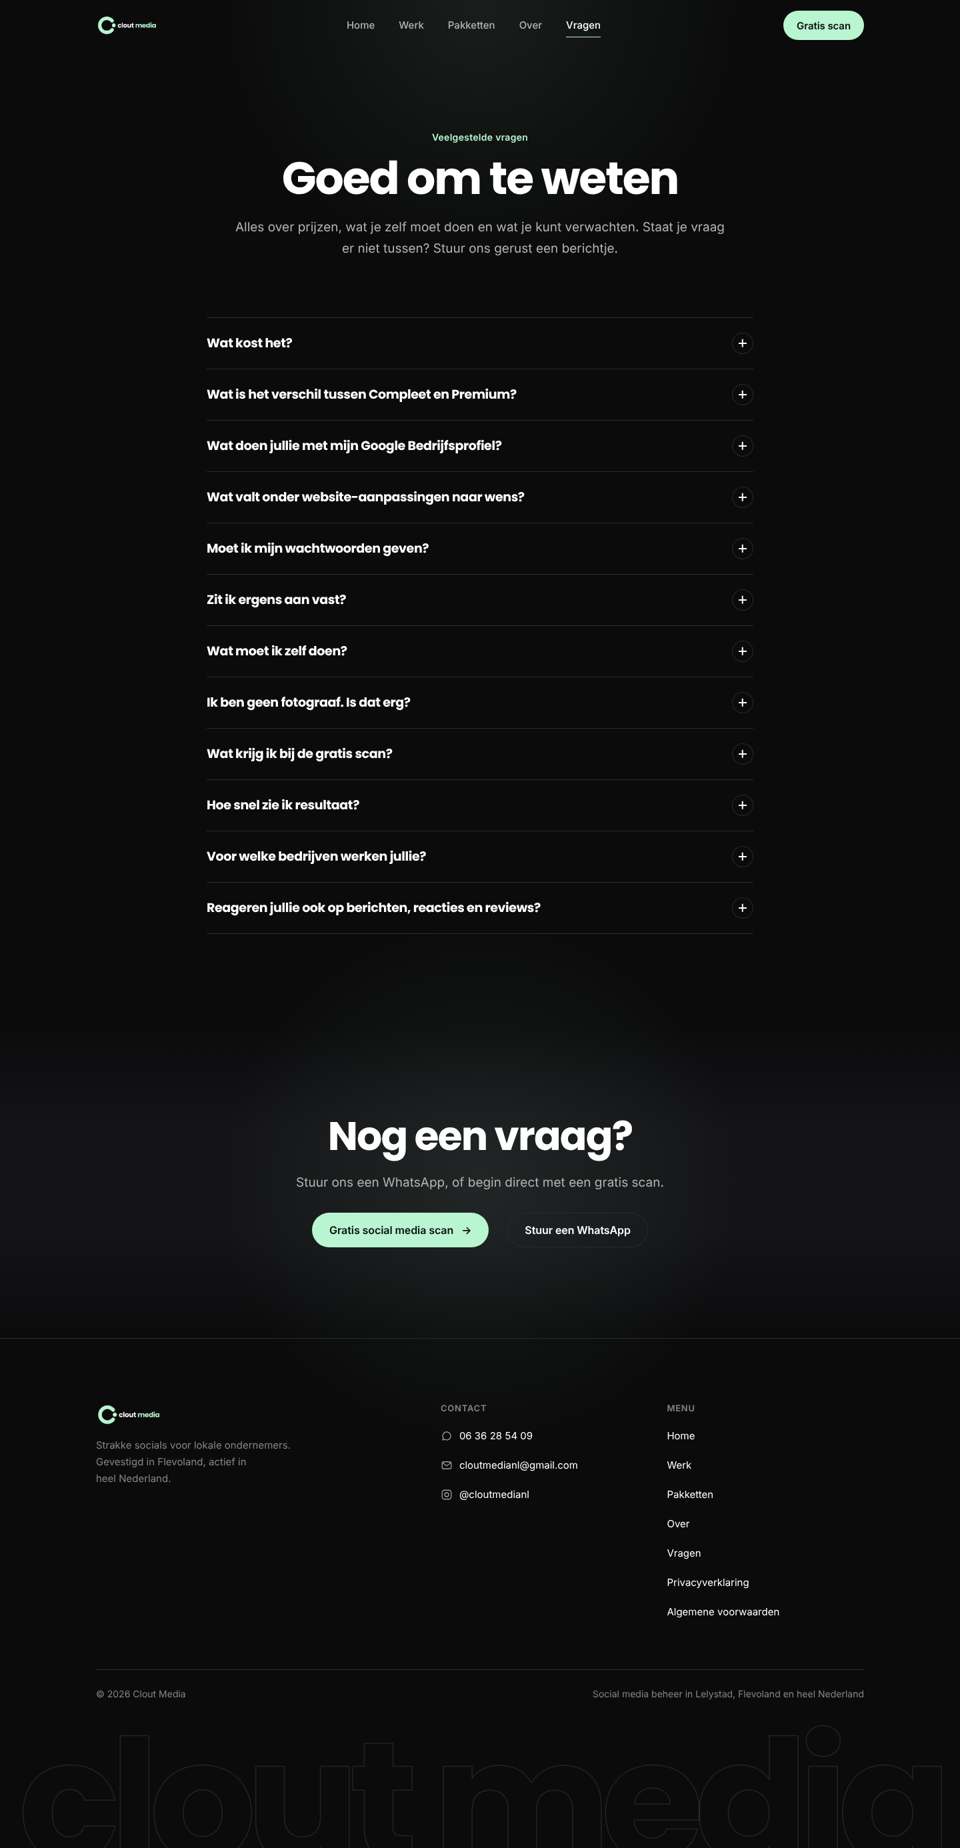 clout media
Home
Werk
Pakketten
Over
Vragen
Gratis scan
Veelgestelde vragen
Goed om te weten
Alles over prijzen, wat je zelf moet doen en wat je kunt verwachten. Staat je vraag
er niet tussen? Stuur ons gerust een berichtje.
Wat kost het?
Wat is het verschil tussen Compleet en Premium?
Wat doen jullie met mijn Google Bedrijfsprofiel?
Wat valt onder website-aanpassingen naar wens?
Moet ik mijn wachtwoorden geven?
Zit ik ergens aan vast?
Wat moet ik zelf doen?
Ik ben geen fotograaf. Is dat erg?
Wat krijg ik bij de gratis scan?
Hoe snel zie ik resultaat?
Voor welke bedrijven werken jullie?
Reageren jullie ook op berichten, reacties en reviews?
Nog een vraag?
Stuur ons een WhatsApp, of begin direct met een gratis scan.
Gratis social media scan →
Stuur een WhatsApp
clout media
Strakke socials voor lokale ondernemers.
Gevestigd in Flevoland, actief in
heel Nederland.
CONTACT
06 36 28 54 09
cloutmedianl@gmail.com
@cloutmedianl
MENU
Home
Werk
Pakketten
Over
Vragen
Privacyverklaring
Algemene voorwaarden
© 2026 Clout Media
Social media beheer in Lelystad, Flevoland en heel Nederland
clout media